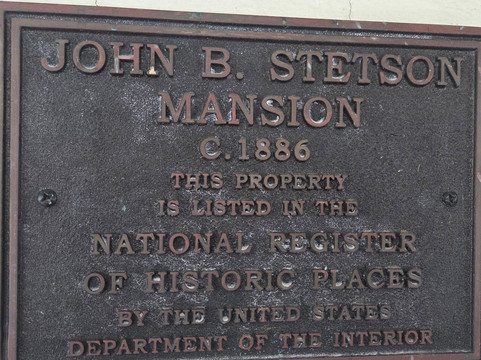 JOHN B. STETSON
MANSION
C.1886
THIS PROPERTY
IS LISTED IN THE
NATIONAL REGISTER
OF HISTORIC PLACES
BY THE UNITED STATES
DEPARTMENT OF THE INTERIOR